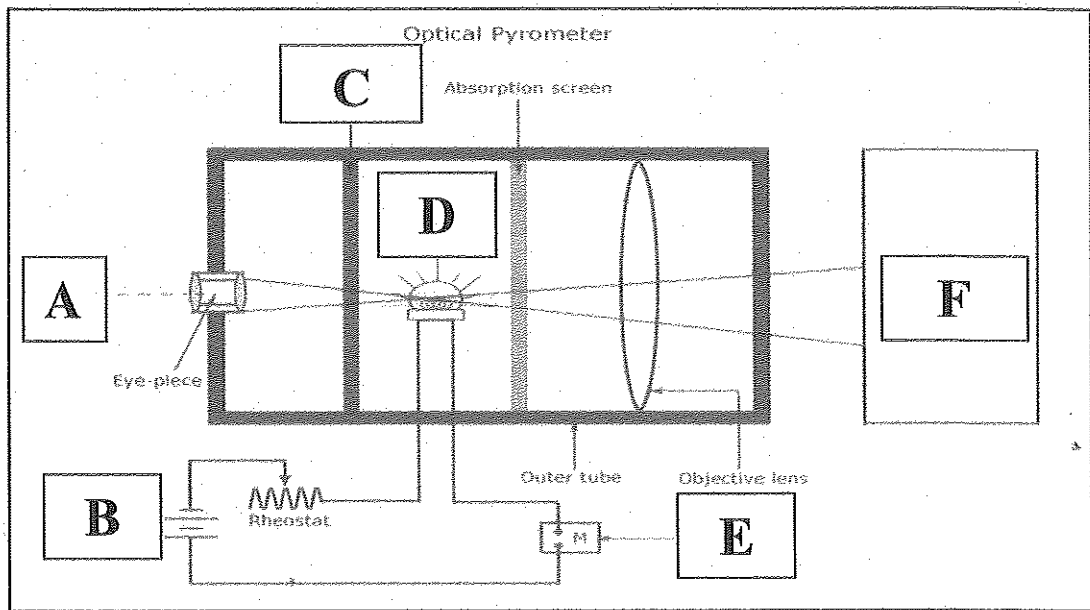 Optical Pyrometer
C
Absorption screen
D
A
F
Eye-piece
Outer tube
Objective lens
B
Rheostat
M
E